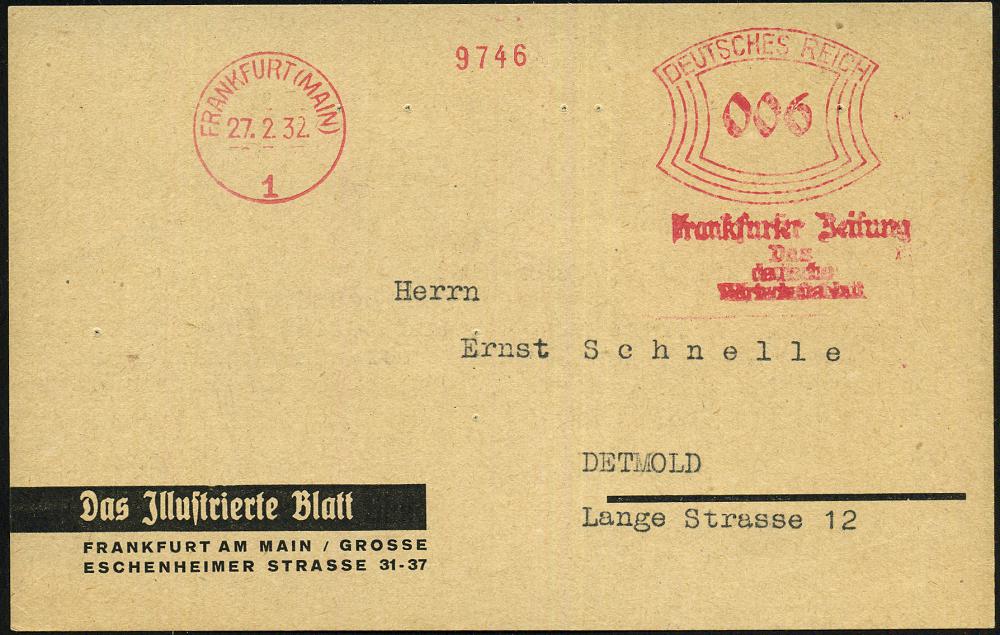 9746
DEUTSCHES REICH
FRANKFURT (MAIN)
27. 2. 32.
1
006
Frankfurter Zeitung
Das
Herrn
Ernst Schnelle
DETMOLD
Lange Strasse 12
Das Illustrierte Blatt
FRANKFURT AM MAIN / GROSSE
ESCHENHEIMER STRASSE 31-37